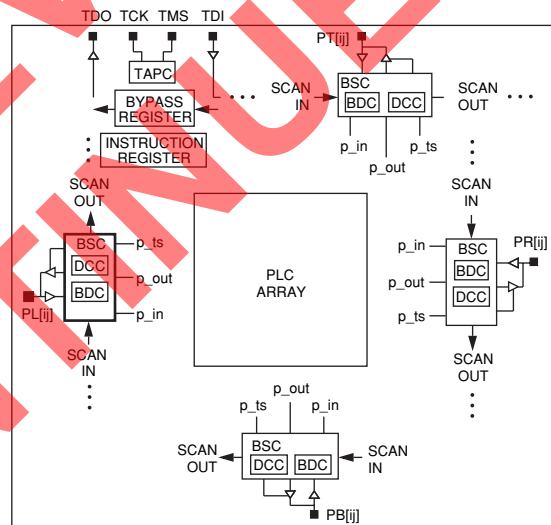 TDO TCK TMS TDI
PT[ij]
TAPC
BYPASS
REGISTER
INSTRUCTION
REGISTER
SCAN
IN
BSC
BDC DCC
SCAN
OUT
p_in
p_out
p_ts
SCAN
OUT
BSC
DCC
BDC
p_ts
p_out
p_in
PL[ij]
SCAN
IN
PLC
ARRAY
SCAN
IN
p_in
p_out
p_ts
BSC
BDC
DCC
PR[ij]
SCAN
OUT
p_out
p_ts p_in
SCAN
OUT
BSC
DCC BDC
SCAN
IN
PB[ij]